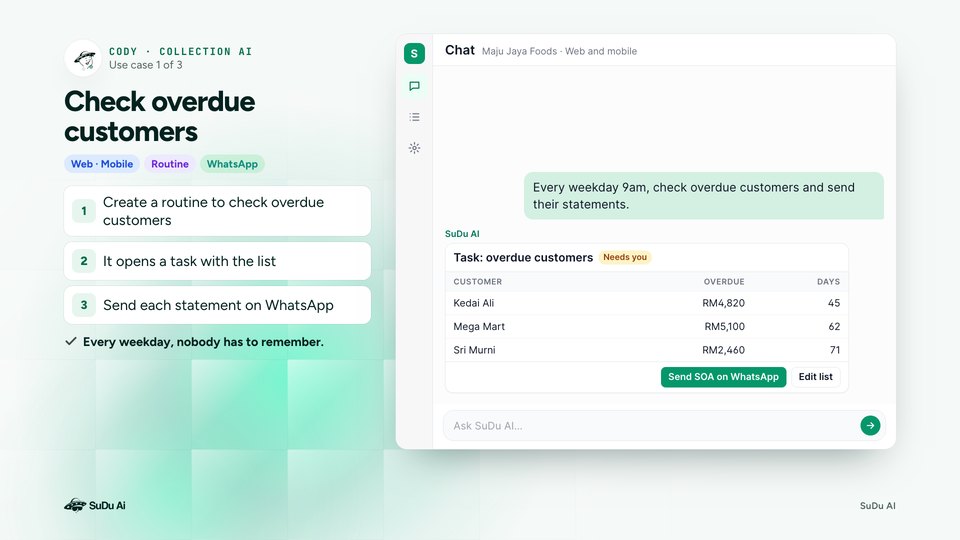 CODY · COLLECTION AI
Use case 1 of 3
Check overdue
customers
Web · Mobile
Routine
WhatsApp
1
Create a routine to check overdue
customers
2
It opens a task with the list
3
Send each statement on WhatsApp
Every weekday, nobody has to remember.
SuDu Ai
S
Chat
Maju Jaya Foods · Web and mobile
Every weekday 9am, check overdue customers and send
their statements.
SuDu AI
Task: overdue customers Needs you
CUSTOMER OVERDUE DAYS
Kedai Ali RM4,820 45
Mega Mart RM5,100 62
Sri Murni RM2,460 71
Send SOA on WhatsApp Edit list
Ask SuDu AI...
SuDu AI